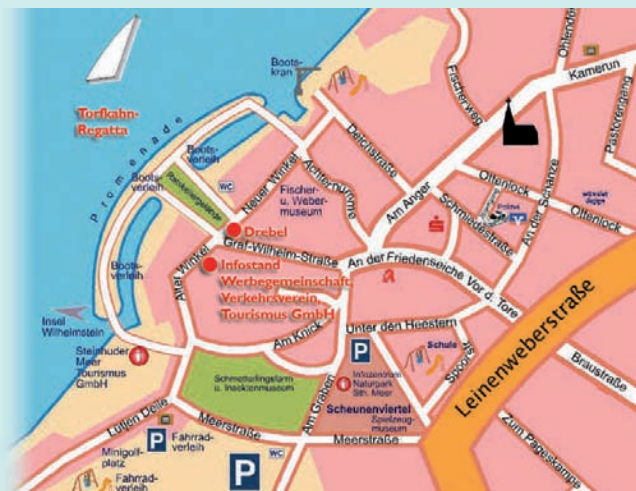 Torfkahn-
Regatta
Promenade
Boots-
kran
Boots-
verleih
Boots-
verleih
Boots-
verleih
WC
Neuer Winkel
Fischer-
u. Weber-
museum
Deichstraße
Fischerweg
Kamerun
Pastorengang
Am Anger
Ottenlock
Ottenlock
Schmiedestraße
Polizei
An der Schanze
Drebel
Graf-Wilhelm-Straße
Infostand
Werbegemeinschaft,
Verkehrsverein,
Tourismus GmbH
Alter Winkel
An der Friedenseiche
Vor d. Tore
Insel
Wilhelmstein
Steinhuder
Meer
Tourismus
GmbH
Am Knick
Unter den Heestern
P
Schule
Leinenweberstraße
Braustraße
Zum Pageskampe
Schmetterlingsfarm
u. Insektenmuseum
Am Graben
Infozentrum
Naturpark
Sth. Meer
Scheunenviertel
Spielzeug-
museum
Meerstraße
Meerstraße
Lütjen Deile
P
Fahrrad-
verleih
Minigolf-
platz
Fahrrad-
verleih
P
WC